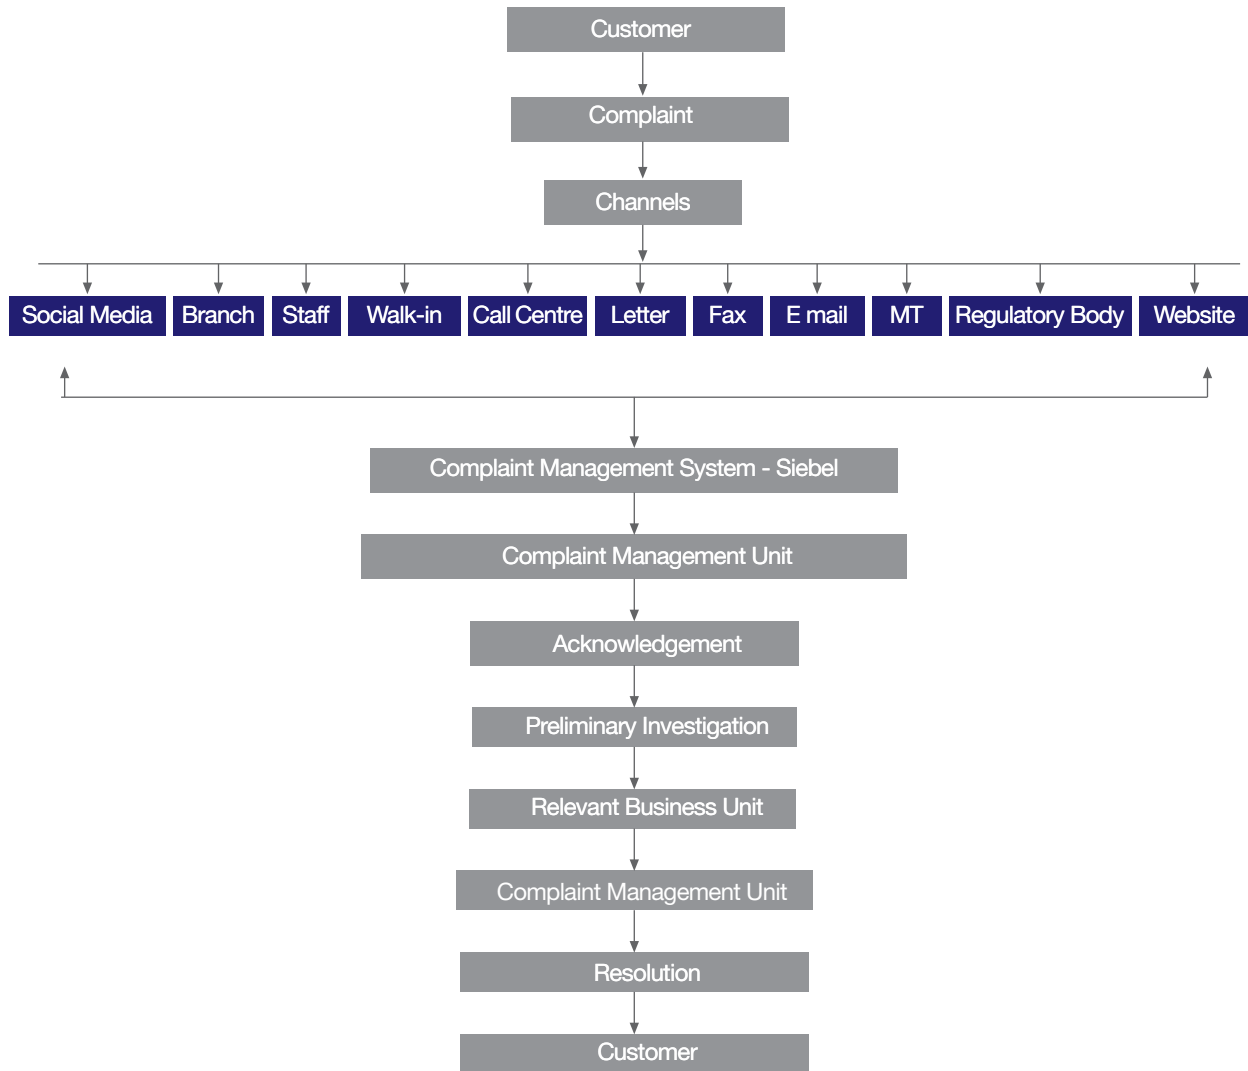 Customer
Complaint
Channels
Social Media Branch Staff Walk-in Call Centre Letter Fax E mail MT Regulatory Body Website
Complaint Management System - Siebel
Complaint Management Unit
Acknowledgement
Preliminary Investigation
Relevant Business Unit
Complaint Management Unit
Resolution
Customer